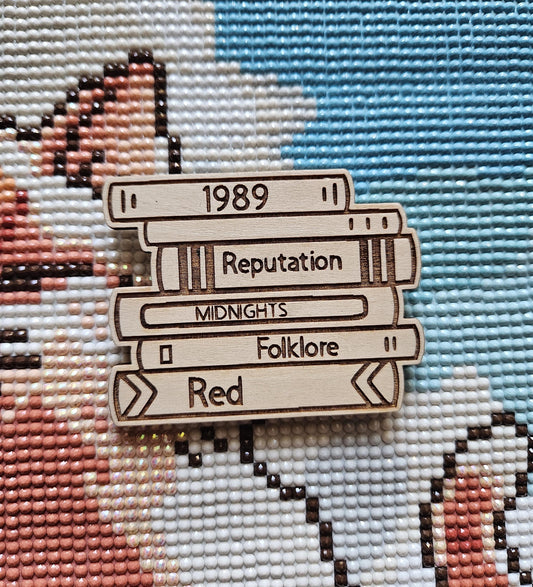 1989
Reputation
MIDNIGHTS
Folklore
Red